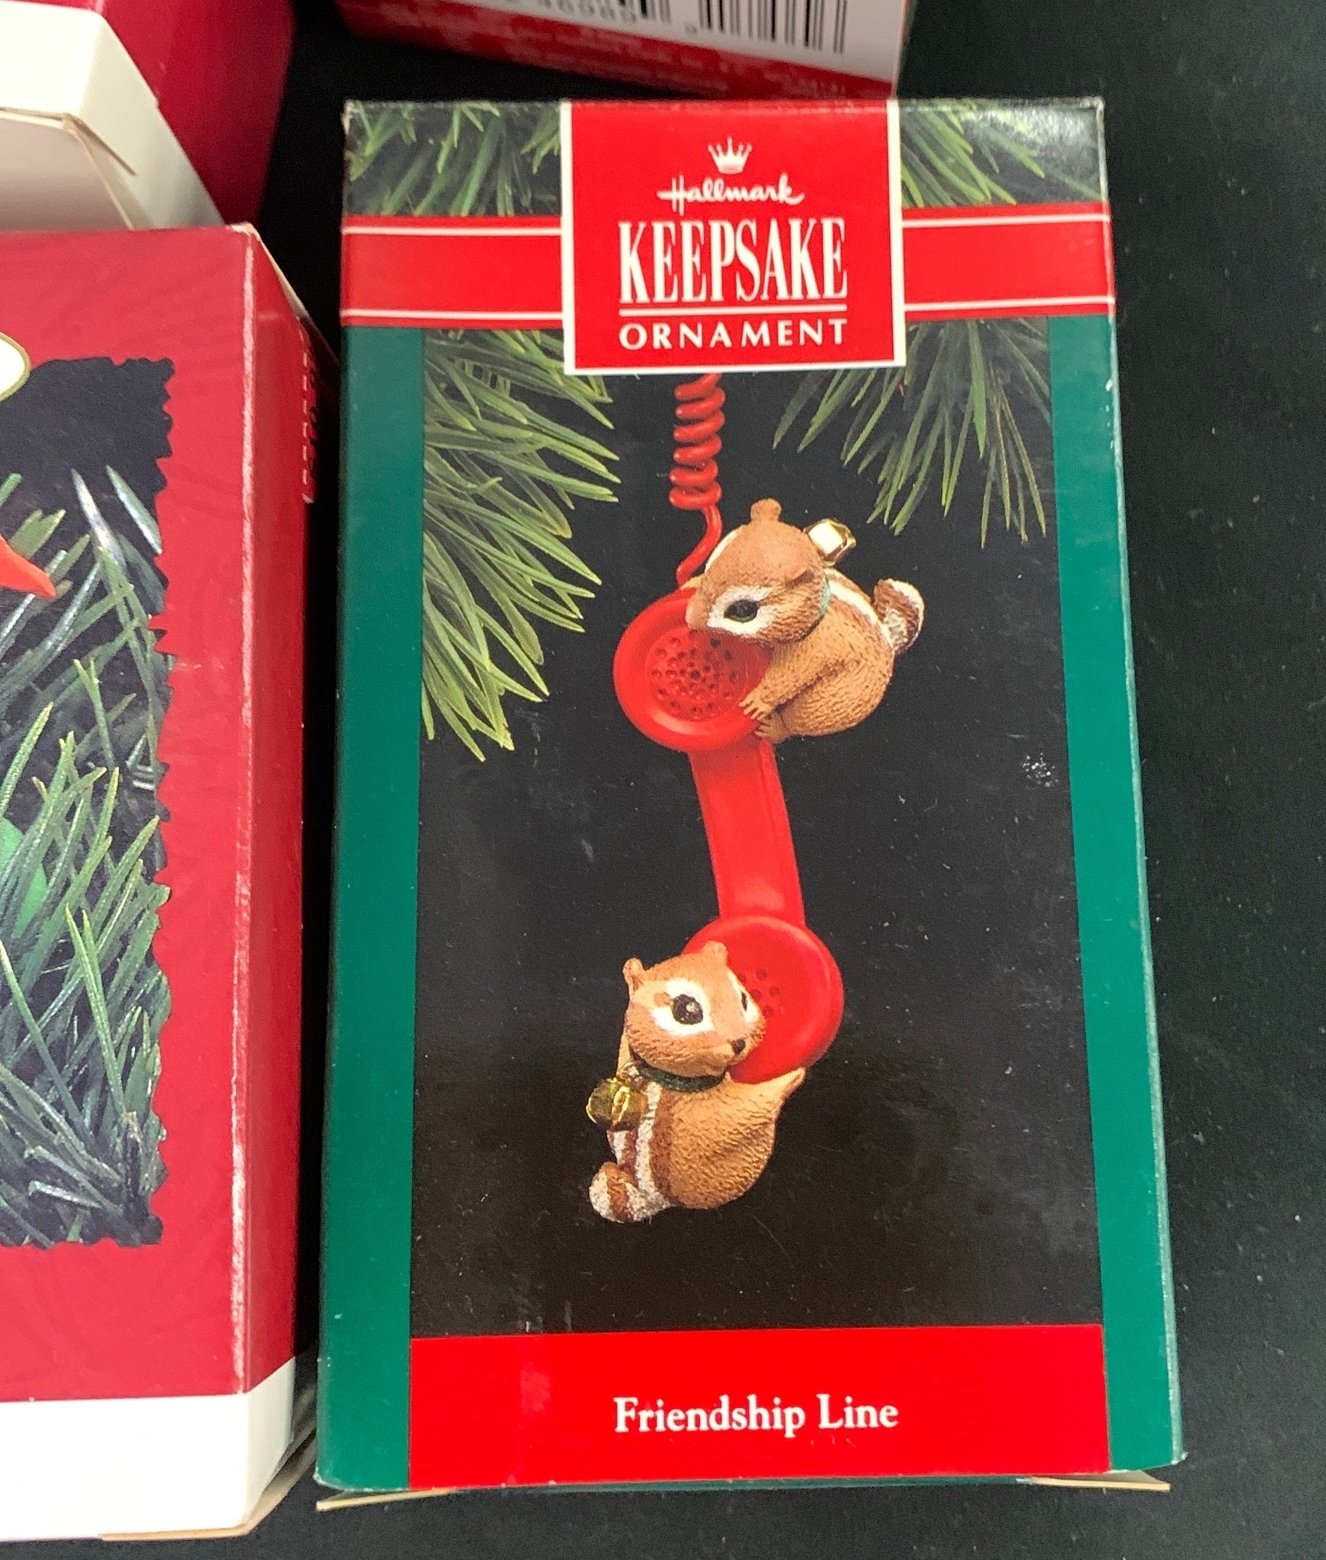 Hallmark
KEEPSAKE
ORNAMENT
Friendship Line